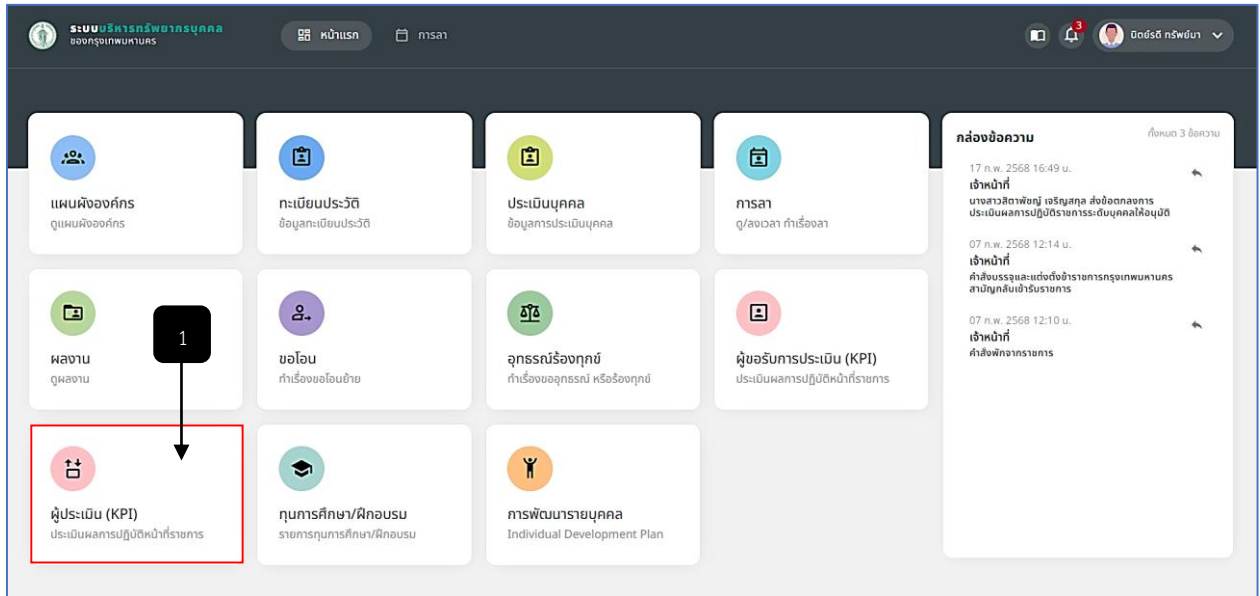 ระบบบริหารทรัพยากรบุคคล
ของกรุงเทพมหานคร
หน้าแรก
การลา
3
นิตย์รดี ทรัพย์มา
แผนผังองค์กร
ดูแผนผังองค์กร
ทะเบียนประวัติ
ข้อมูลทะเบียนประวัติ
ประเมินบุคคล
ข้อมูลการประเมินบุคคล
การลา
ดู/ลงเวลา ทำเรื่องลา
ผลงาน
ดูผลงาน
1
ขอโอน
ทำเรื่องขอโอนย้าย
อุทธรณ์ร้องทุกข์
ทำเรื่องขออุทธรณ์ หรือร้องทุกข์
ผู้ขอรับการประเมิน (KPI)
ประเมินผลการปฏิบัติหน้าที่ราชการ
ผู้ประเมิน (KPI)
ประเมินผลการปฏิบัติหน้าที่ราชการ
ทุนการศึกษา/ฝึกอบรม
รายการทุนการศึกษา/ฝึกอบรม
การพัฒนารายบุคคล
Individual Development Plan
กล่องข้อความ
ทั้งหมด 3 ข้อความ
17 ก.พ. 2568 16:49 น.
เจ้าหน้าที่
นางสาวสิตาพัชญ์ เจริญสกุล ส่งข้อตกลงการ
ประเมินผลการปฏิบัติราชการระดับบุคคลให้อนุมัติ
07 ก.พ. 2568 12:14 น.
เจ้าหน้าที่
คำสั่งบรรจุและแต่งตั้งข้าราชการกรุงเทพมหานคร
สามัญกลับเข้ารับราชการ
07 ก.พ. 2568 12:10 น.
เจ้าหน้าที่
คำสั่งพักจากราชการ